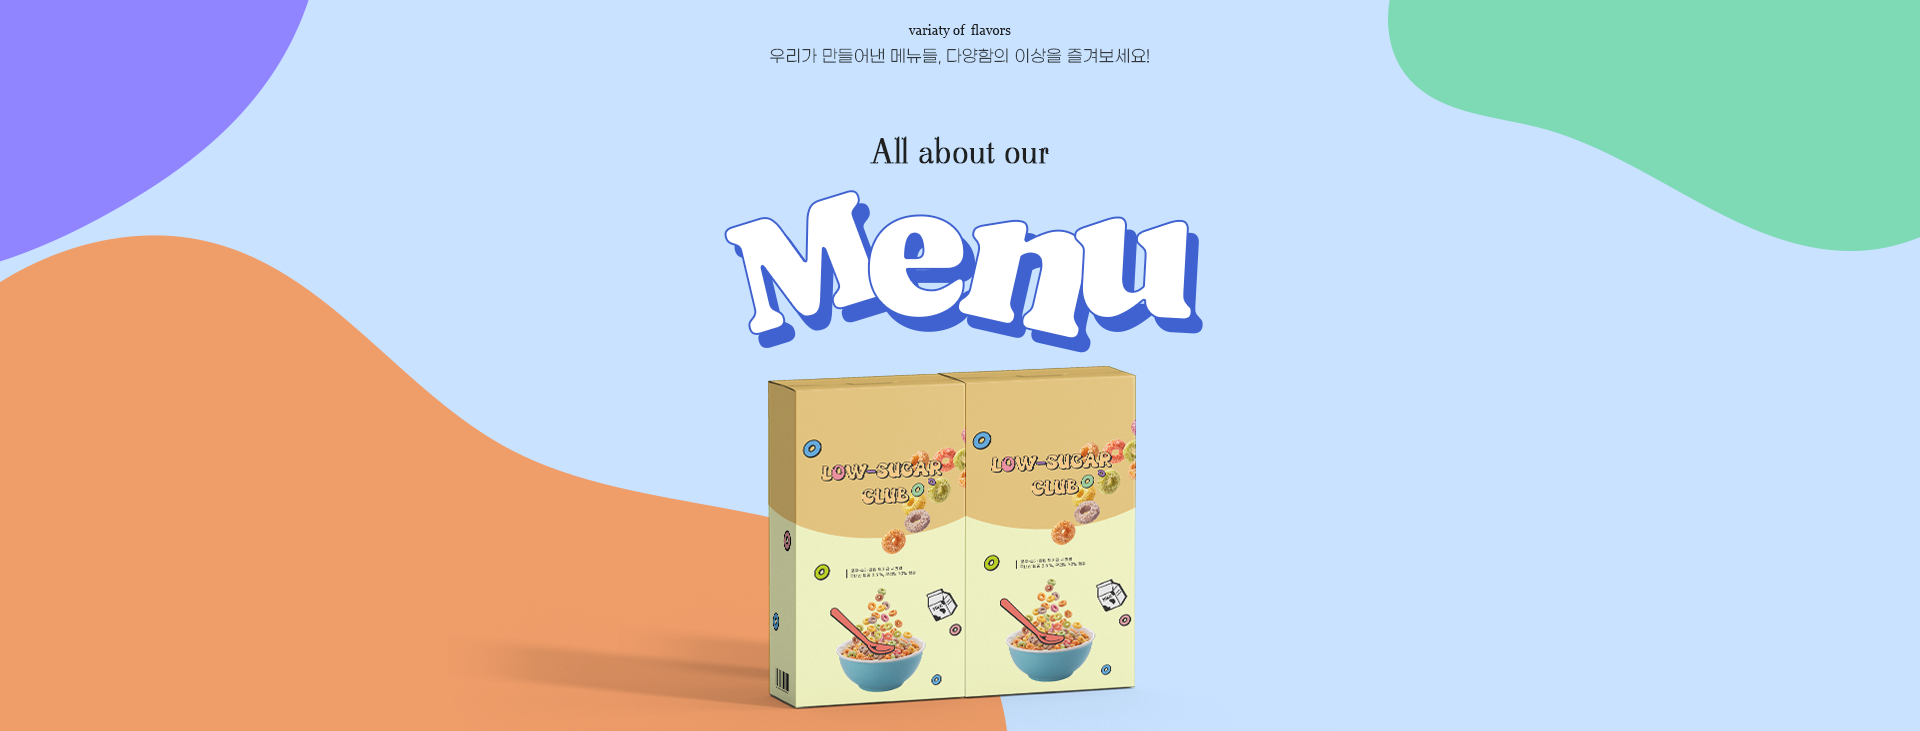 variaty of flavors
우리가 만들어낸 메뉴들, 다양함의 이상을 즐겨보세요!
All about our
Menu
LOW-SUGAR
CLUB
LOW-SUGAR
CLUB